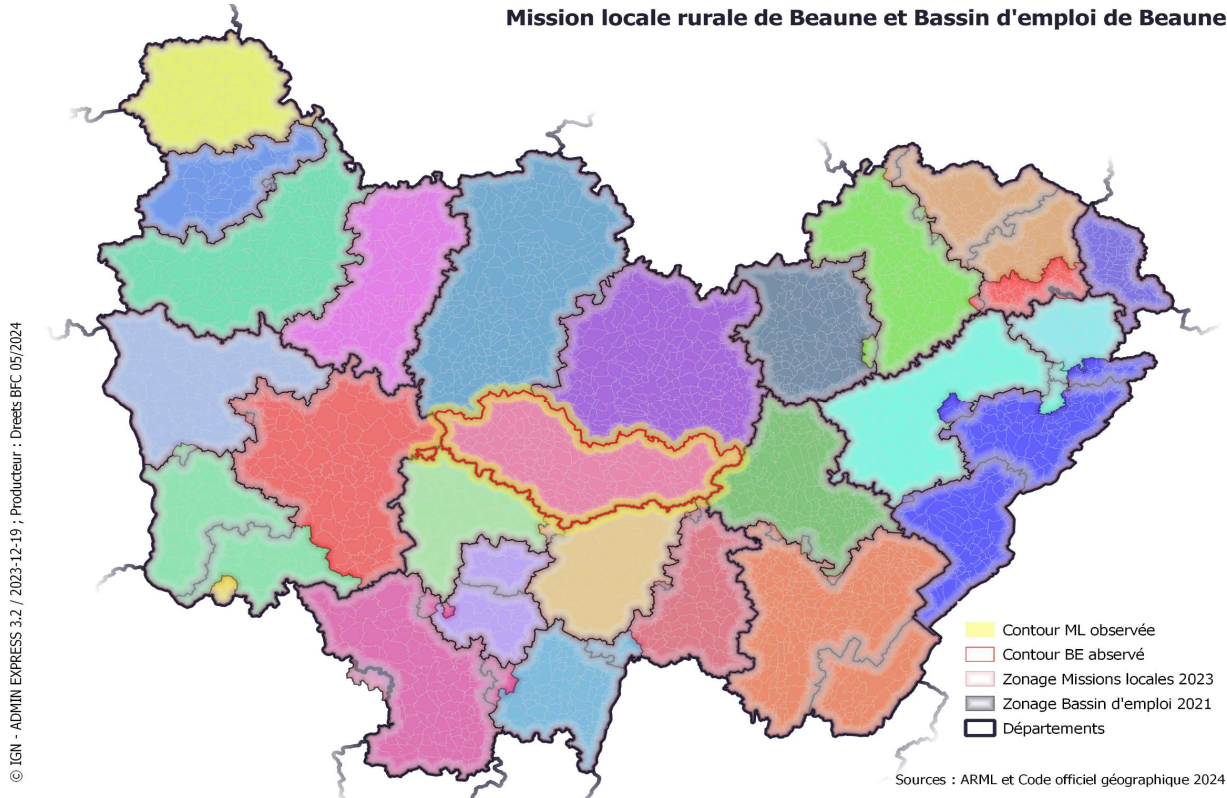 Mission locale rurale de Beaune et Bassin d'emploi de Beaune
© IGN - ADMIN EXPRESS 3.2 / 2023-12-19 ; Producteur : Dreets BFC 05/2024
Contour ML observée
Contour BE abservé
Zonage Missions locales 2023
Zonage Bassin d'emploi 2021
Départements
Sources : ARML et Code officiel géographique 2024